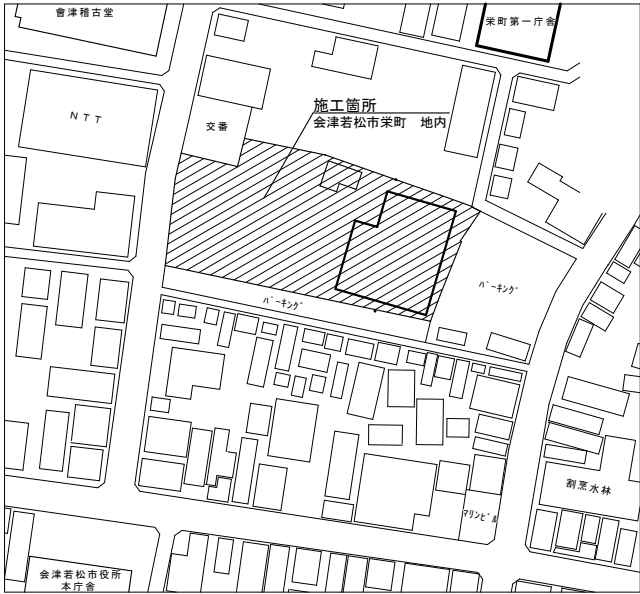 會津稽古堂
栄町第一庁舎
NTT
交番
施工箇所
会津若松市栄町 地内
パーキング
パーキング
割烹水林
マリンビル
会津若松市役所
本庁舎